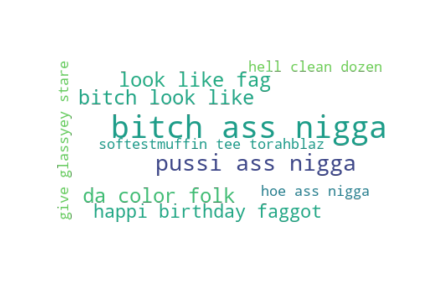 hell clean dozen
look like fag
bitch look like
bitch ass nigga
softestmuffin tee torahblaz
pussi ass nigga
da color folk
hoe ass nigga
happi birthday faggot
give glassyey stare